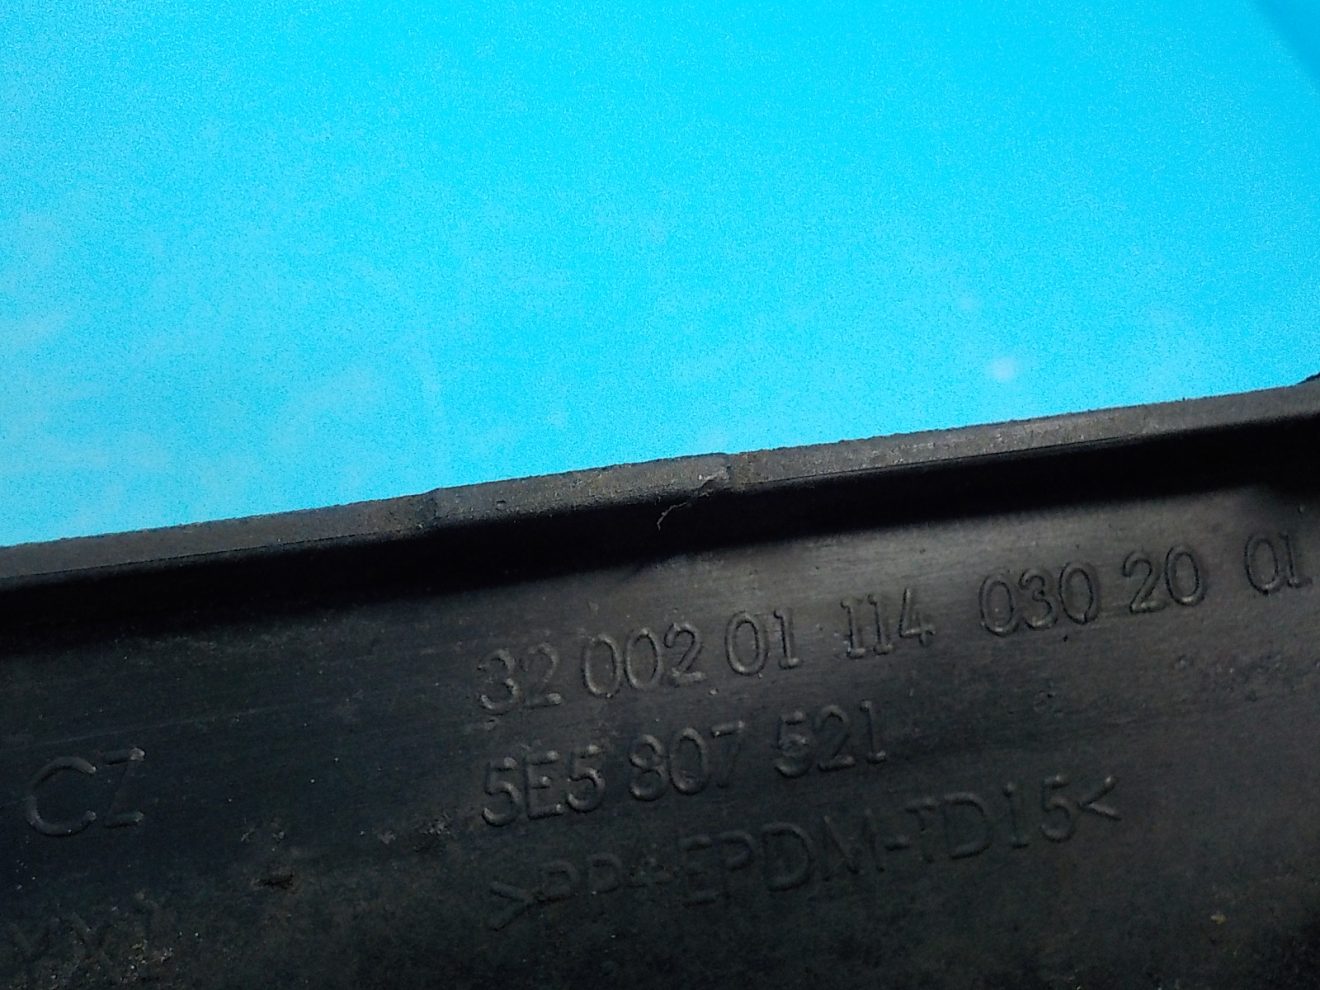 32 002 01 114 030 20 01
5E5 807 521
CZ
>PP+EPDM-TD15<